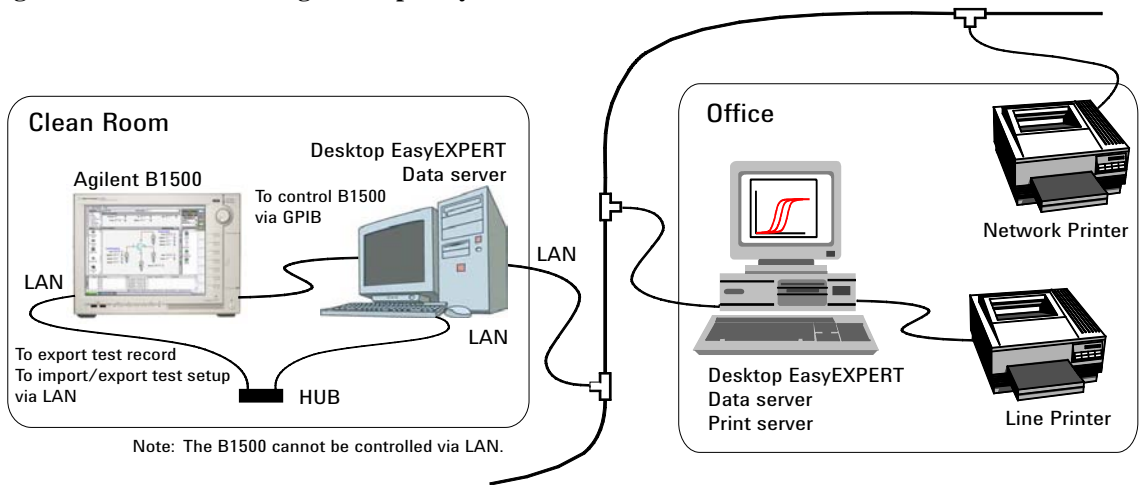 Clean Room
Agilent B1500
Desktop EasyEXPERT
Data server
To control B1500
via GPIB
LAN
LAN
LAN
To export test record
To import/export test setup
via LAN
HUB
Note: The B1500 cannot be controlled via LAN.
Office
Network Printer
Desktop EasyEXPERT
Data server
Print server
Line Printer